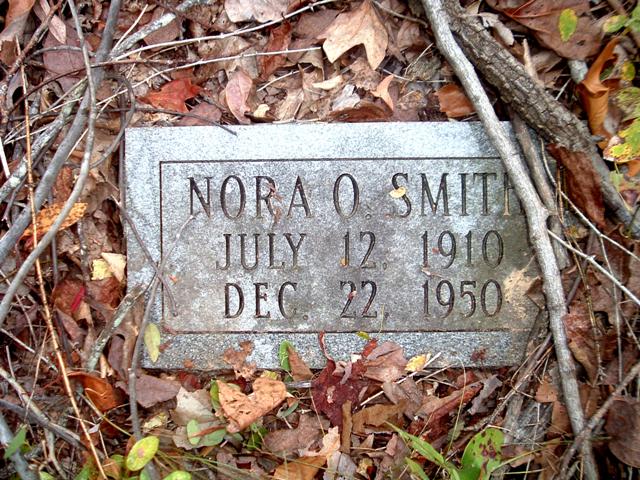 NORA O. SMITH
JULY 12, 1910
DEC. 22, 1950